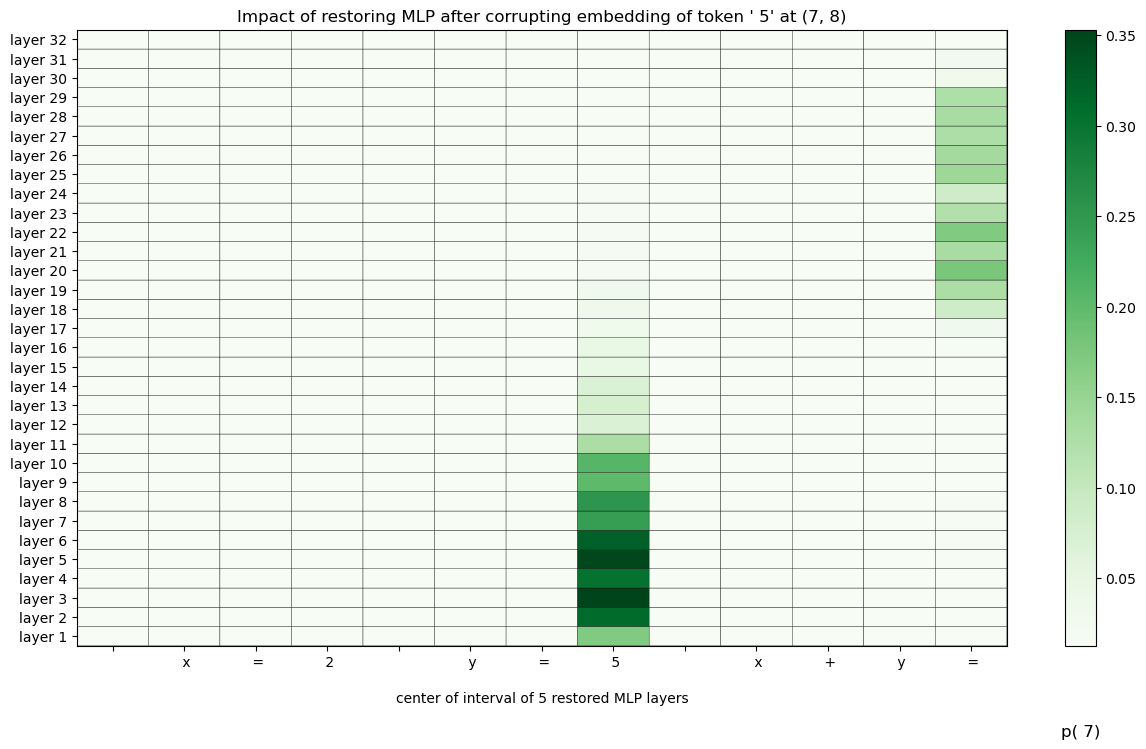 Impact of restoring MLP after corrupting embedding of token ' 5' at (7, 8)
layer 32
layer 31
layer 30
layer 29
layer 28
layer 27
layer 26
layer 25
layer 24
layer 23
layer 22
layer 21
layer 20
layer 19
layer 18
layer 17
layer 16
layer 15
layer 14
layer 13
layer 12
layer 11
layer 10
layer 9
layer 8
layer 7
layer 6
layer 5
layer 4
layer 3
layer 2
layer 1
x = 2 y = 5 x + y =
center of interval of 5 restored MLP layers
0.35
0.30
0.25
0.20
0.15
0.10
0.05
p( 7)